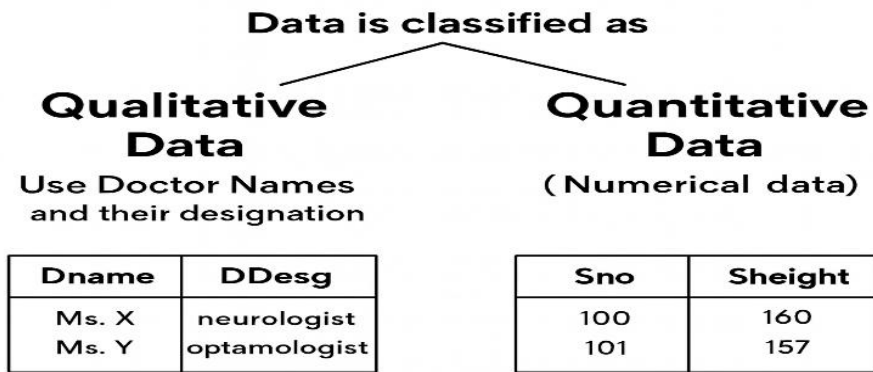 Data is classified as
Qualitative
Data
Use Doctor Names
and their designation
Dname DDesg
Ms. X neurologist
Ms. Y optamologist
Quantitative
Data
(Numerical data)
Sno Sheight
100 160
101 157